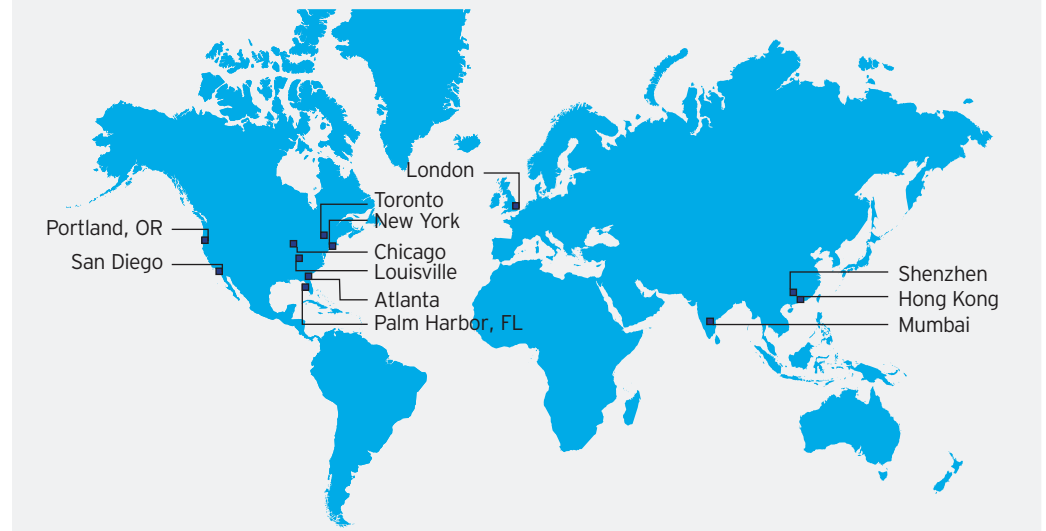 London
Toronto
New York
Portland, OR
Chicago
San Diego
Louisville
Shenzhen
Atlanta
Hong Kong
Palm Harbor, FL
Mumbai